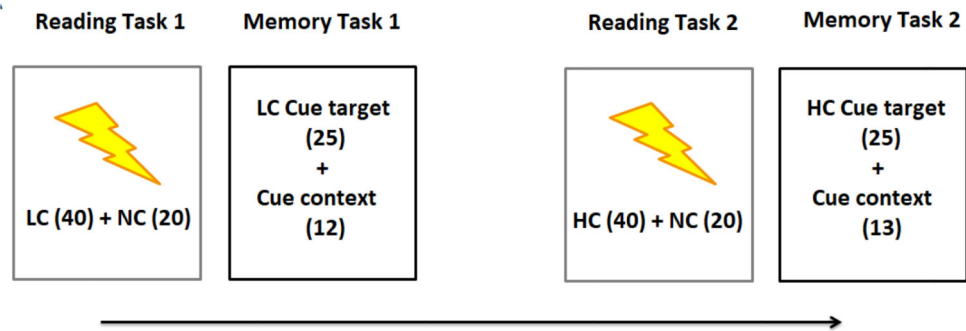 Reading Task 1
Memory Task 1
Reading Task 2
Memory Task 2
LC (40) + NC (20)
LC Cue target
(25)
+
Cue context
(12)
HC (40) + NC (20)
HC Cue target
(25)
+
Cue context
(13)